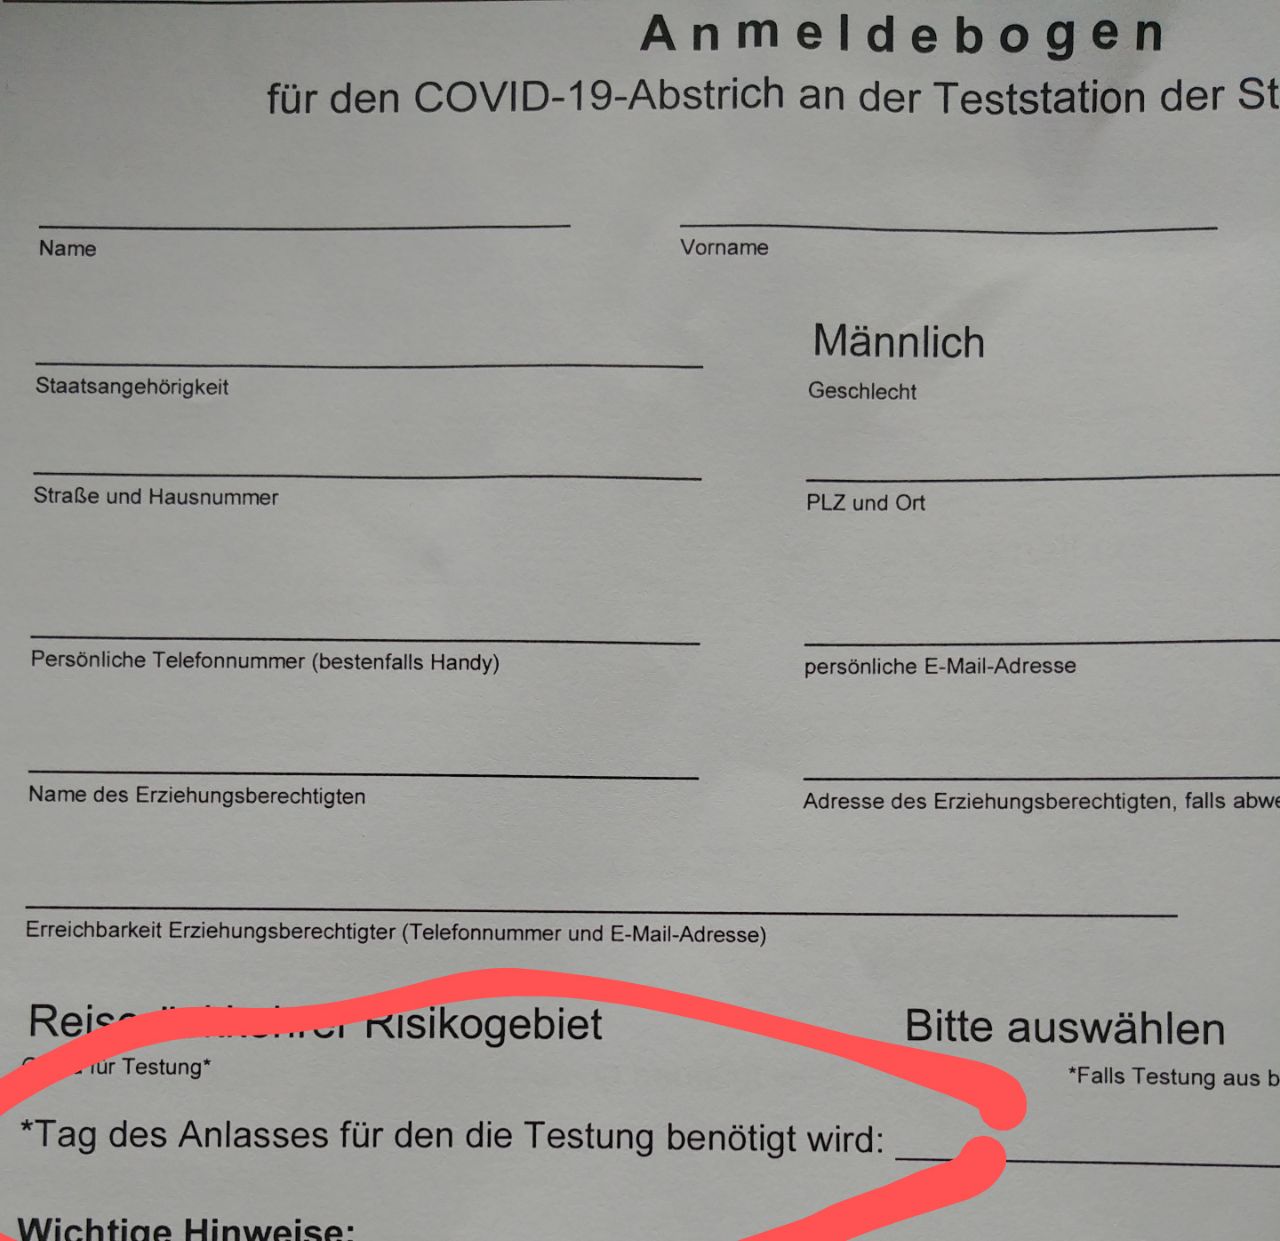 Anmeldebogen
für den COVID-19-Abstrich an der Teststation der St
Name
Vorname
Männlich
Staatsangehörigkeit
Geschlecht
Straße und Hausnummer
PLZ und Ort
Persönliche Telefonnummer (bestenfalls Handy)
persönliche E-Mail-Adresse
Name des Erziehungsberechtigten
Adresse des Erziehungsberechtigten, falls abwe
Erreichbarkeit Erziehungsberechtigter (Telefonnummer und E-Mail-Adresse)
Risikogebiet
Bitte auswählen
für Testung*
*Falls Testung aus b
*Tag des Anlasses für den die Testung benötigt wird:
Wichtige Hinweise: